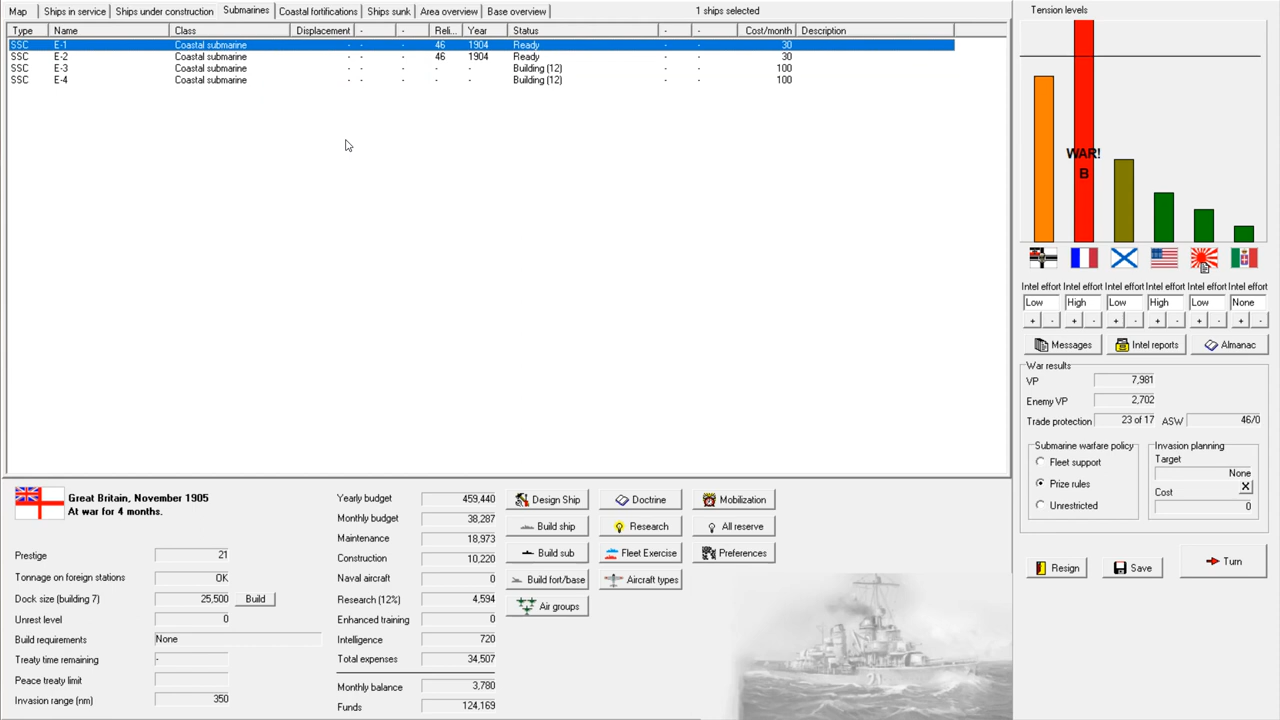 Map Ships in service Ships under construction Submarines Coastal fortifications Ships sunk Area overview Base overview 1 ships selected
Type Name Class Displacement - - Reli... Year Status - - Cost/month Description
SSC E-1 Coastal submarine - - - 46 1904 Ready - - 30
SSC E-2 Coastal submarine - - - 46 1904 Ready - - 30
SSC E-3 Coastal submarine - - - - - Building (12) - - 100
SSC E-4 Coastal submarine - - - - - Building (12) - - 100
Tension levels
WAR!
B
Intel effort Intel effort Intel effort Intel effort Intel effort Intel effort
Low High Low High Low None
+ - + - + - + - + - + -
Messages Intel reports Almanac
War results
VP 7,981
Enemy VP 2,702
Trade protection 23 of 17 ASW 46/0
Submarine warfare policy
Fleet support
Prize rules
Unrestricted
Invasion planning
Target
None
Cost X
0
Resign Save Turn
Great Britain, November 1905
At war for 4 months.
Prestige 21
Tonnage on foreign stations OK
Dock size (building 7) 25,500 Build
Unrest level 0
Build requirements None
Treaty time remaining -
Peace treaty limit
Invasion range (nm) 350
Yearly budget 459,440
Monthly budget 38,287
Maintenance 18,973
Construction 10,220
Naval aircraft 0
Research (12%) 4,594
Enhanced training 0
Intelligence 720
Total expenses 34,507
Monthly balance 3,780
Funds 124,169
Design Ship Doctrine Mobilization
Build ship Research All reserve
Build sub Fleet Exercise Preferences
Build fort/base Aircraft types
Air groups
21